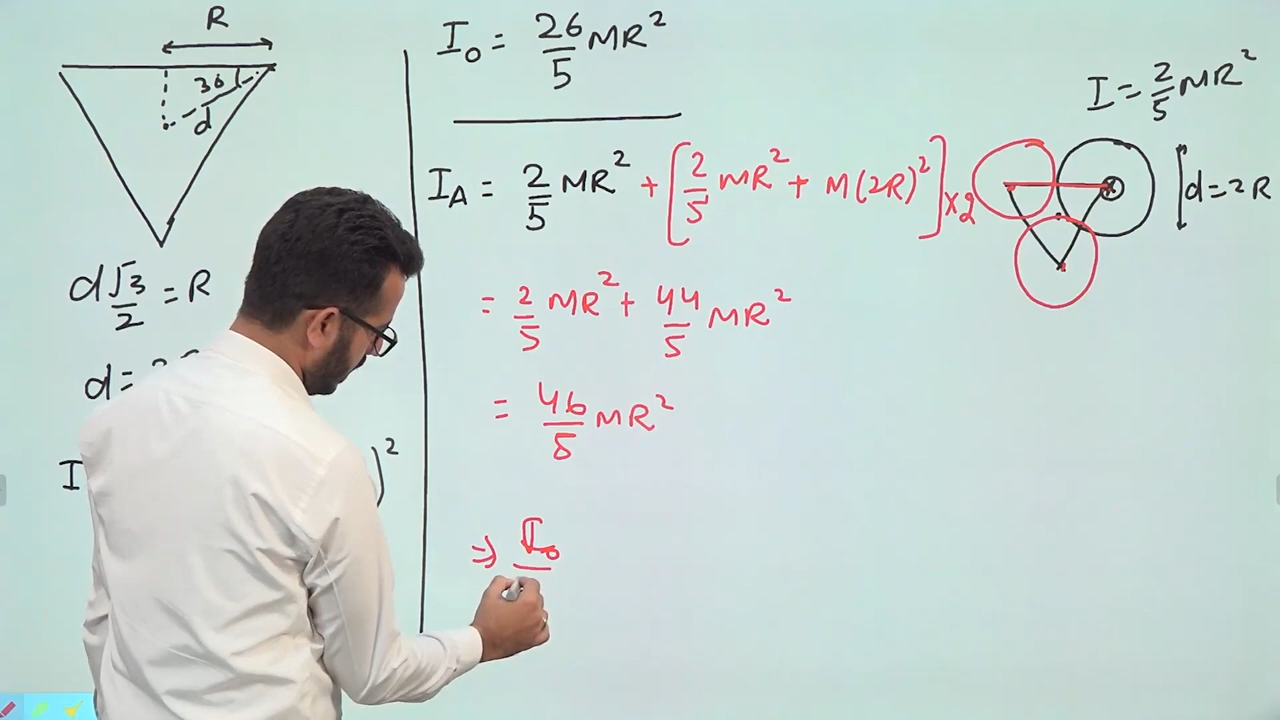 R
30
d
d√3/2 = R
d =
I )²
I₀ = 26/5 MR²
I_A = 2/5 MR² + [2/5 MR² + M(2R)²] ×2
= 2/5 MR² + 44/5 MR²
= 46/5 MR²
⇒ I₀
I = 2/5 MR²
[d = 2R